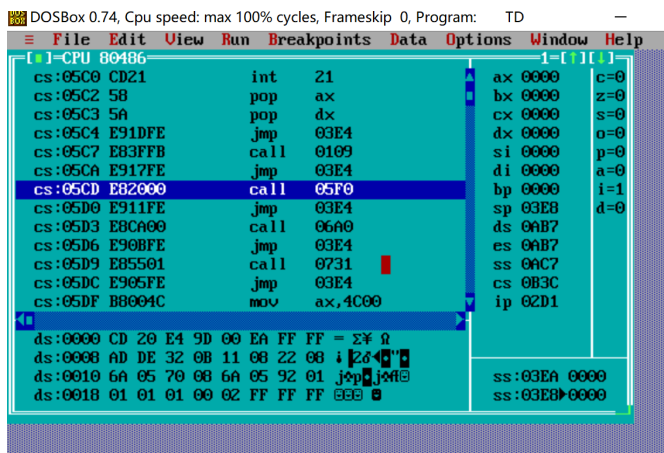 DOSBox 0.74, Cpu speed: max 100% cycles, Frameskip 0, Program: TD
≡ File Edit View Run Breakpoints Data Options Window Help
[■]=CPU 80486 1=[↑][↓]
cs:05C0 CD21 int 21 ax 0000 c=0
cs:05C2 58 pop ax bx 0000 z=0
cs:05C3 5A pop dx cx 0000 s=0
cs:05C4 E91DFE jmp 03E4 dx 0000 o=0
cs:05C7 E83FFB call 0109 si 0000 p=0
cs:05CA E917FE jmp 03E4 di 0000 a=0
cs:05CD E82000 call 05F0 bp 0000 i=1
cs:05D0 E911FE jmp 03E4 sp 03E8 d=0
cs:05D3 E8CA00 call 06A0 ds 0AB7
cs:05D6 E90BFE jmp 03E4 es 0AB7
cs:05D9 E85501 call 0731 ss 0AC7
cs:05DC E905FE jmp 03E4 cs 0B3C
cs:05DF B8004C mov ax,4C00 ip 02D1
ds:0000 CD 20 E4 9D 00 EA FF FF = Σ¥ Ω
ds:0008 AD DE 32 0B 11 08 22 08 ¡▐2♂◄◘"◘
ds:0010 6A 05 70 08 6A 05 92 01 j♣p◘j♣Æ☺ ss:03EA 0000
ds:0018 01 01 01 00 02 FF FF FF ☺☺☺ ☻ ss:03E8►0000